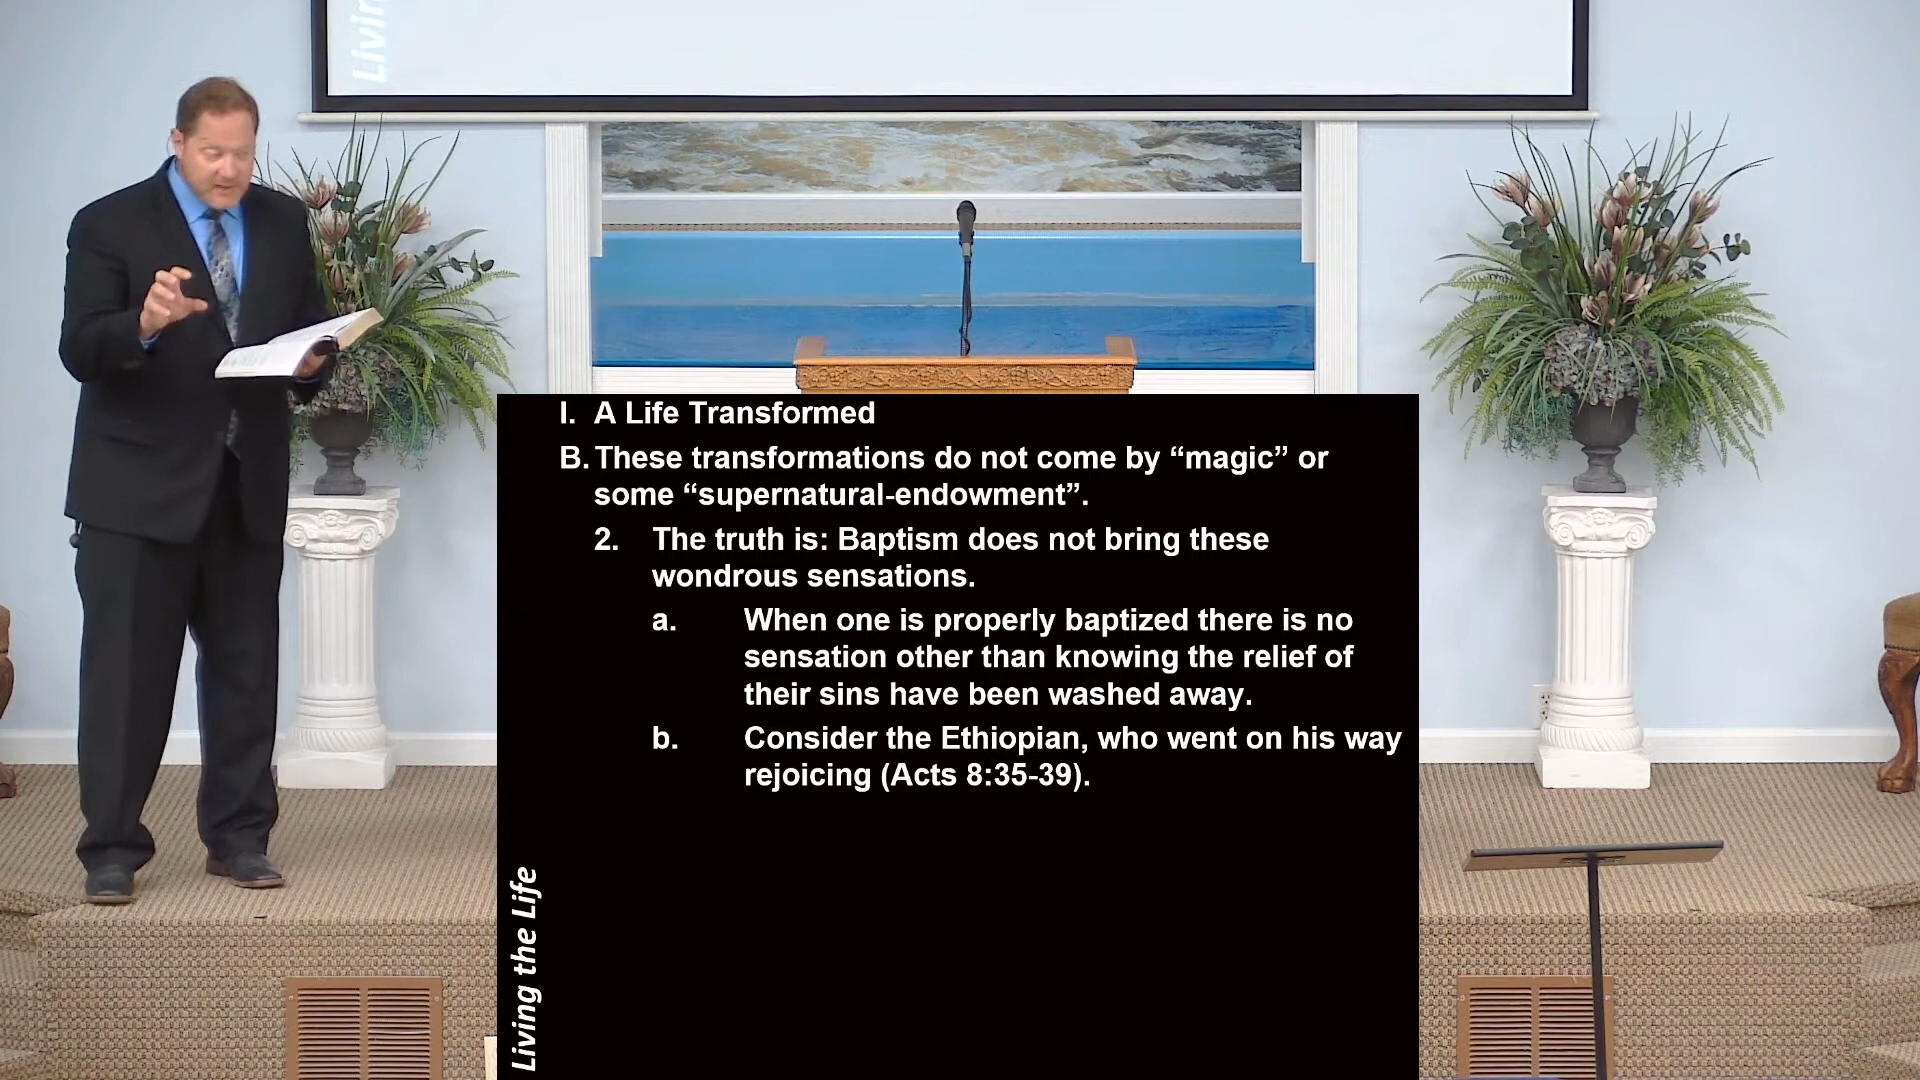 Livin
I. A Life Transformed
B. These transformations do not come by “magic” or
some “supernatural-endowment”.
2. The truth is: Baptism does not bring these
wondrous sensations.
a. When one is properly baptized there is no
sensation other than knowing the relief of
their sins have been washed away.
b. Consider the Ethiopian, who went on his way
rejoicing (Acts 8:35-39).
Living the Life